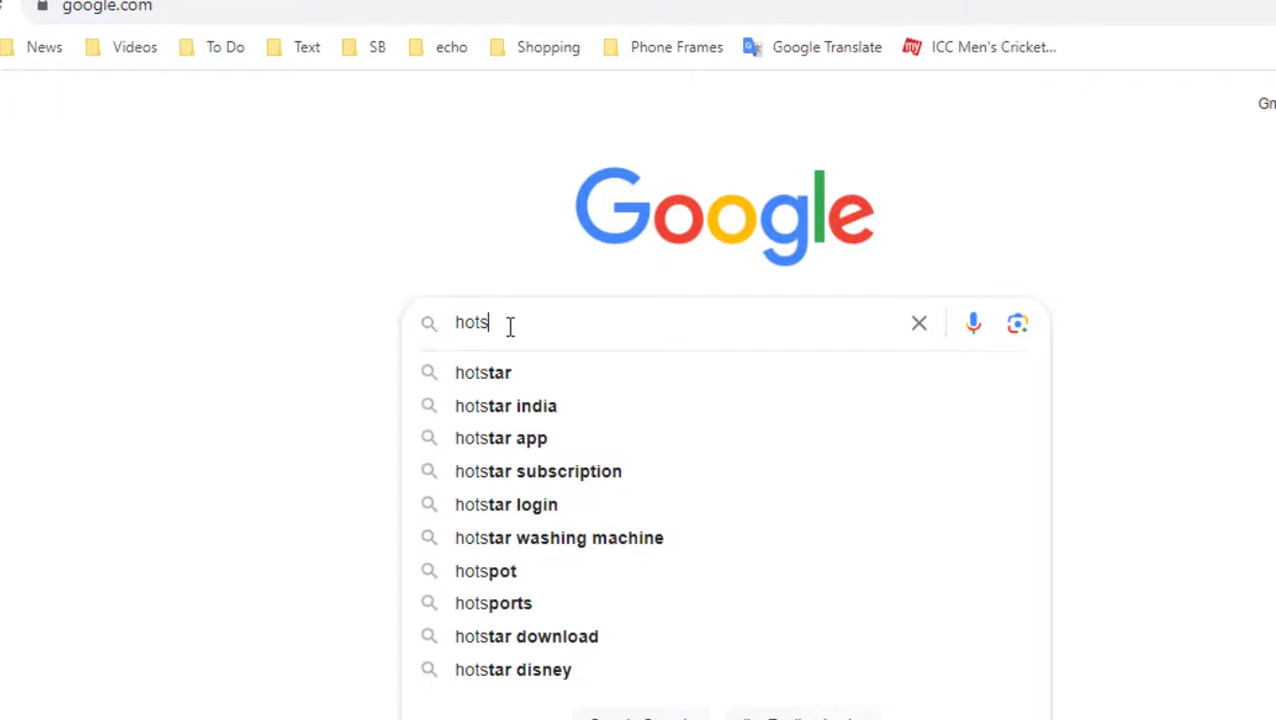 google.com
News Videos To Do Text SB echo Shopping Phone Frames Google Translate my ICC Men's Cricket...
Google
hots
hotstar
hotstar india
hotstar app
hotstar subscription
hotstar login
hotstar washing machine
hotspot
hotsports
hotstar download
hotstar disney